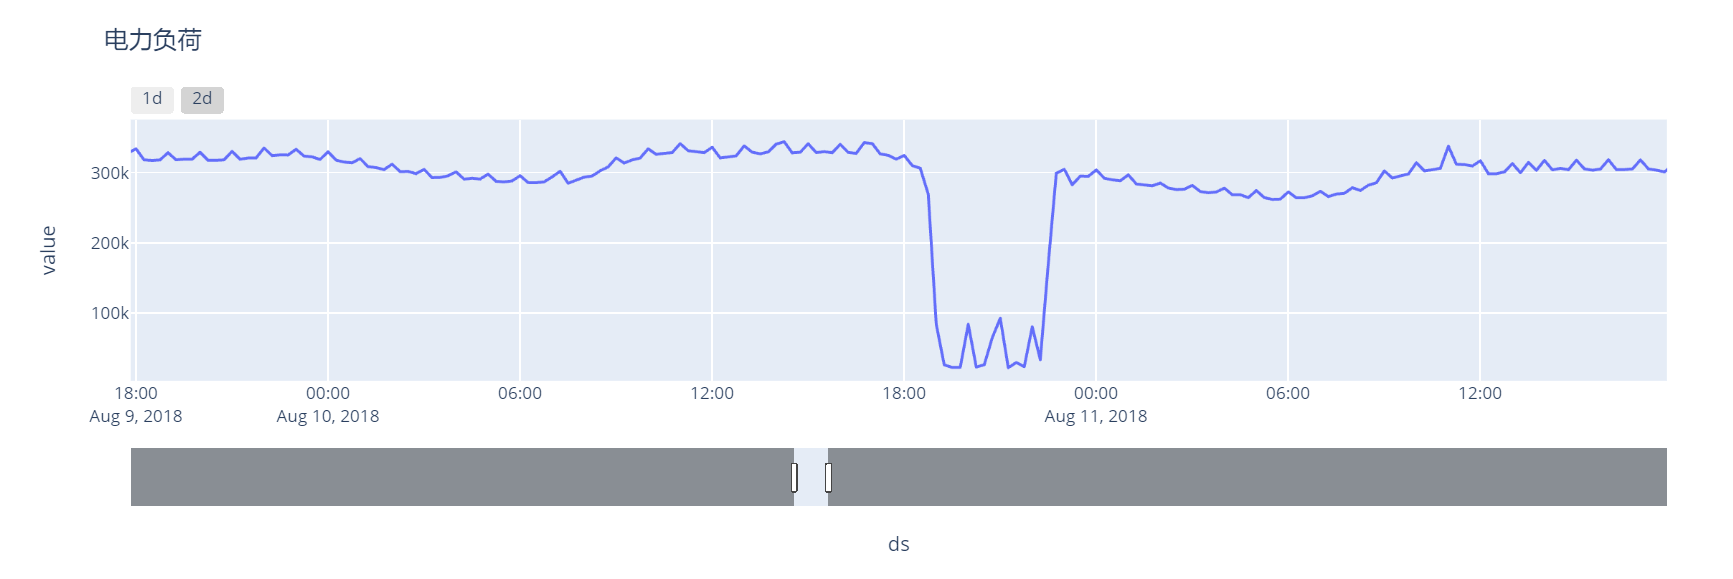 电力负荷
1d 2d
value
300k
200k
100k
18:00 00:00 06:00 12:00 18:00 00:00 06:00 12:00
Aug 9, 2018 Aug 10, 2018 Aug 11, 2018
ds